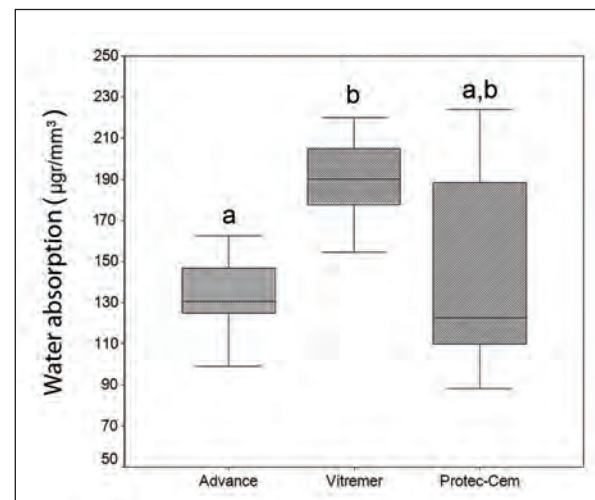 Water absorption (µgr/mm³)
250
230
210
190
170
150
130
110
90
70
50
a
b
a,b
Advance Vitremer Protec-Cem